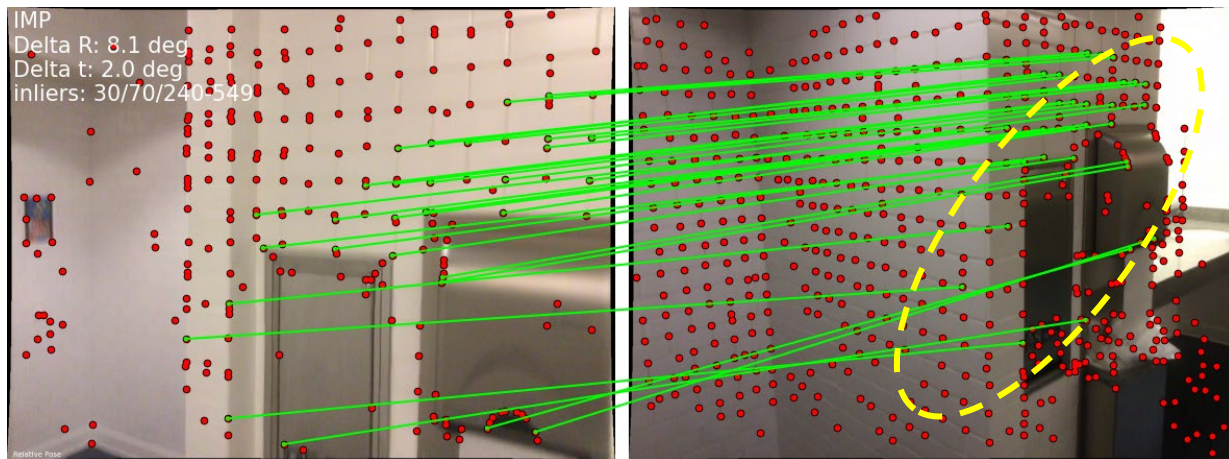 IMP
Delta R: 8.1 deg
Delta t: 2.0 deg
inliers: 30/70/240-549
Relative Pose